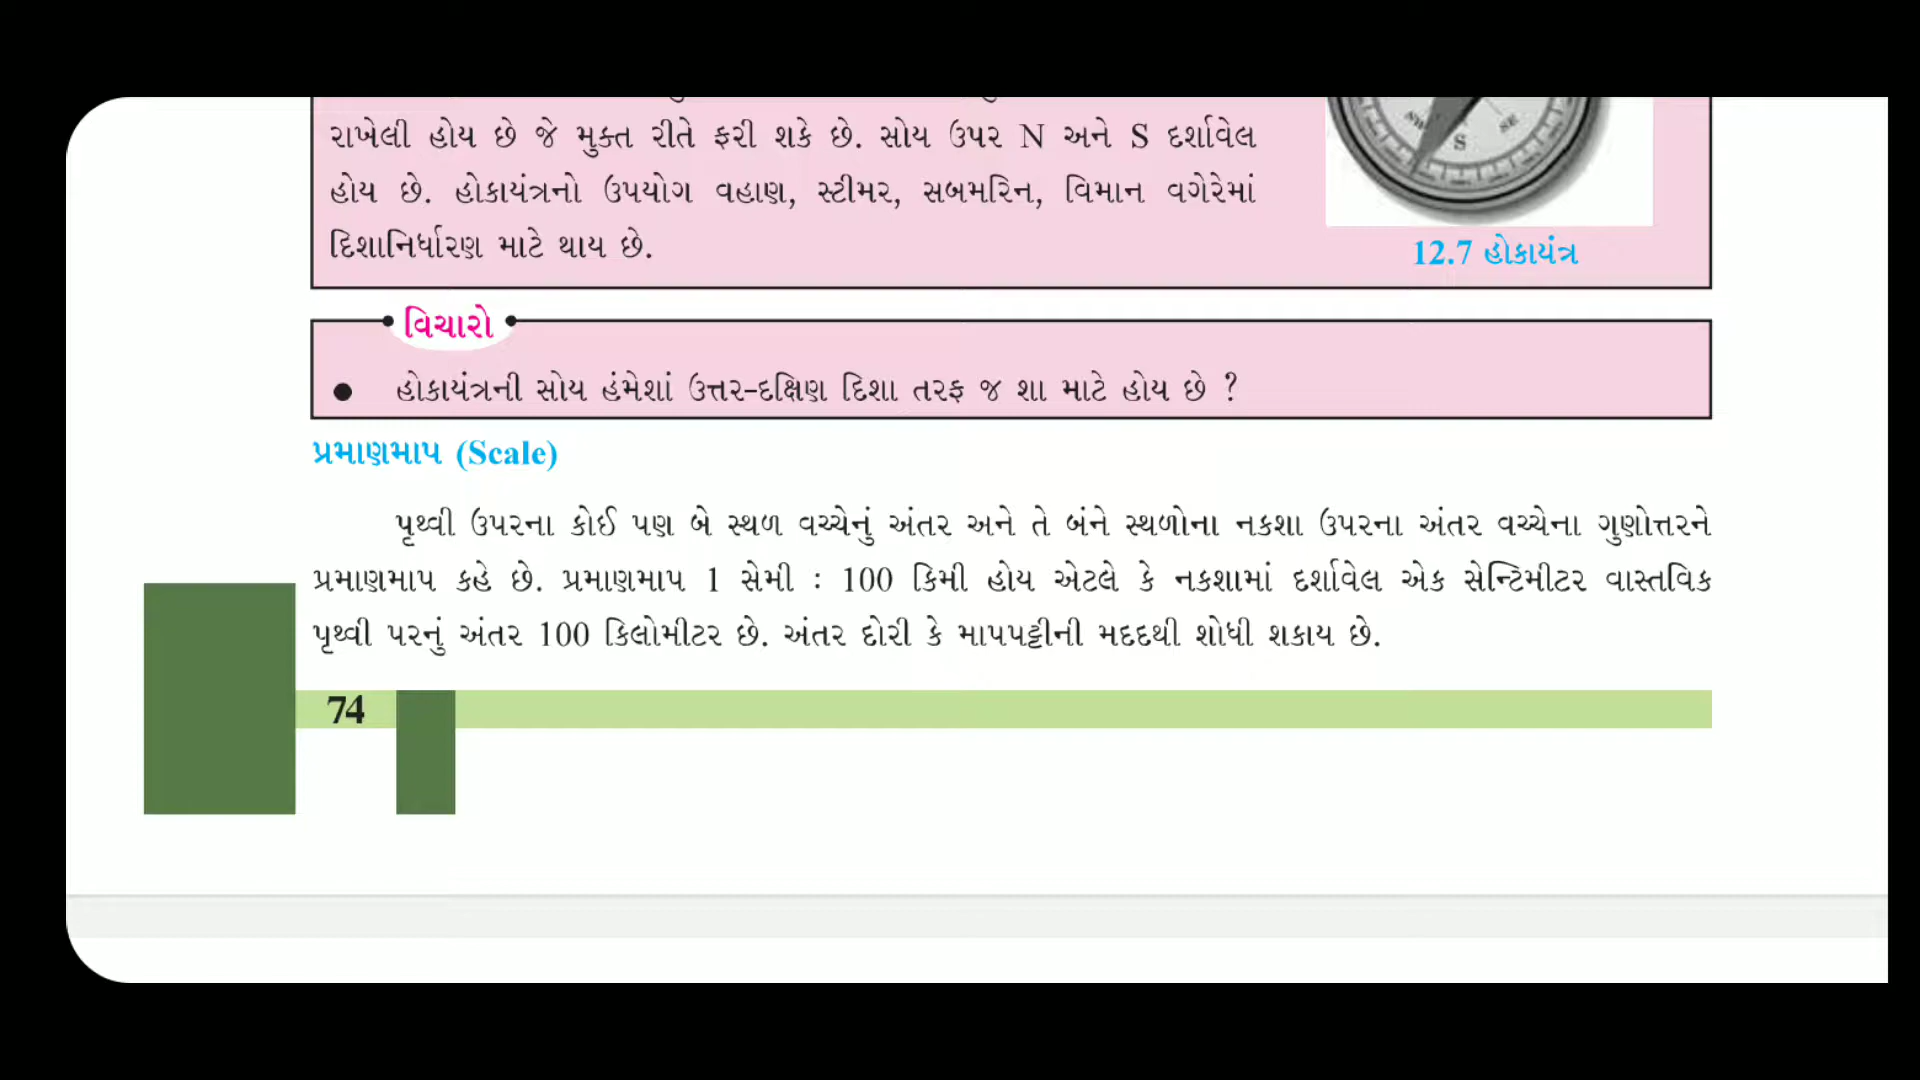 રાખેલી હોય છે જે મુક્ત રીતે ફરી શકે છે. સોય ઉપર N અને S દર્શાવેલ
હોય છે. હોકાયંત્રનો ઉપયોગ વહાણ, સ્ટીમર, સબમરિન, વિમાન વગેરેમાં
દિશાનિર્ધારણ માટે થાય છે.
SW S SE
12.7 હોકાયંત્ર
વિચારો
● હોકાયંત્રની સોય હંમેશાં ઉત્તર-દક્ષિણ દિશા તરફ જ શા માટે હોય છે ?
પ્રમાણમાપ (Scale)
પૃથ્વી ઉપરના કોઈ પણ બે સ્થળ વચ્ચેનું અંતર અને તે બંને સ્થળોના નકશા ઉપરના અંતર વચ્ચેના ગુણોત્તરને
પ્રમાણમાપ કહે છે. પ્રમાણમાપ 1 સેમી : 100 કિમી હોય એટલે કે નકશામાં દર્શાવેલ એક સેન્ટિમીટર વાસ્તવિક
પૃથ્વી પરનું અંતર 100 કિલોમીટર છે. અંતર દોરી કે માપપટ્ટીની મદદથી શોધી શકાય છે.
74